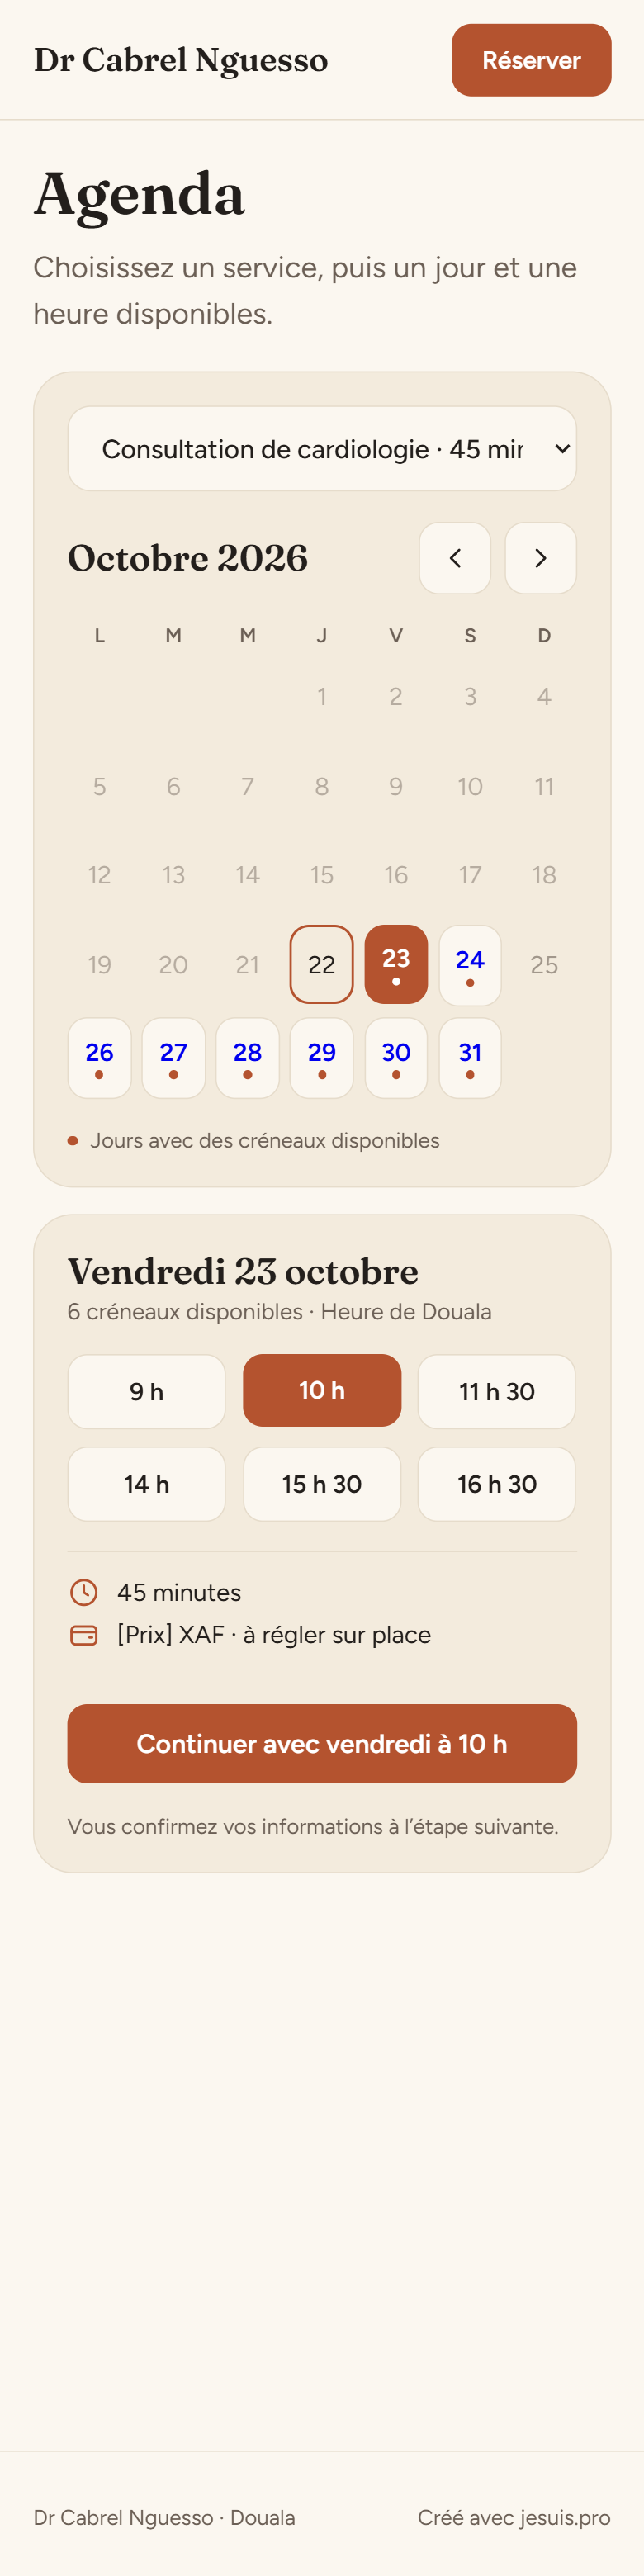 Dr Cabrel Nguesso
Réserver
Agenda
Choisissez un service, puis un jour et une
heure disponibles.
Consultation de cardiologie · 45 min
Octobre 2026
L M M J V S D
1 2 3 4
5 6 7 8 9 10 11
12 13 14 15 16 17 18
19 20 21 22 23 24 25
26 27 28 29 30 31
Jours avec des créneaux disponibles
Vendredi 23 octobre
6 créneaux disponibles · Heure de Douala
9 h 10 h 11 h 30
14 h 15 h 30 16 h 30
45 minutes
[Prix] XAF · à régler sur place
Continuer avec vendredi à 10 h
Vous confirmez vos informations à l’étape suivante.
Dr Cabrel Nguesso · Douala
Créé avec jesuis.pro